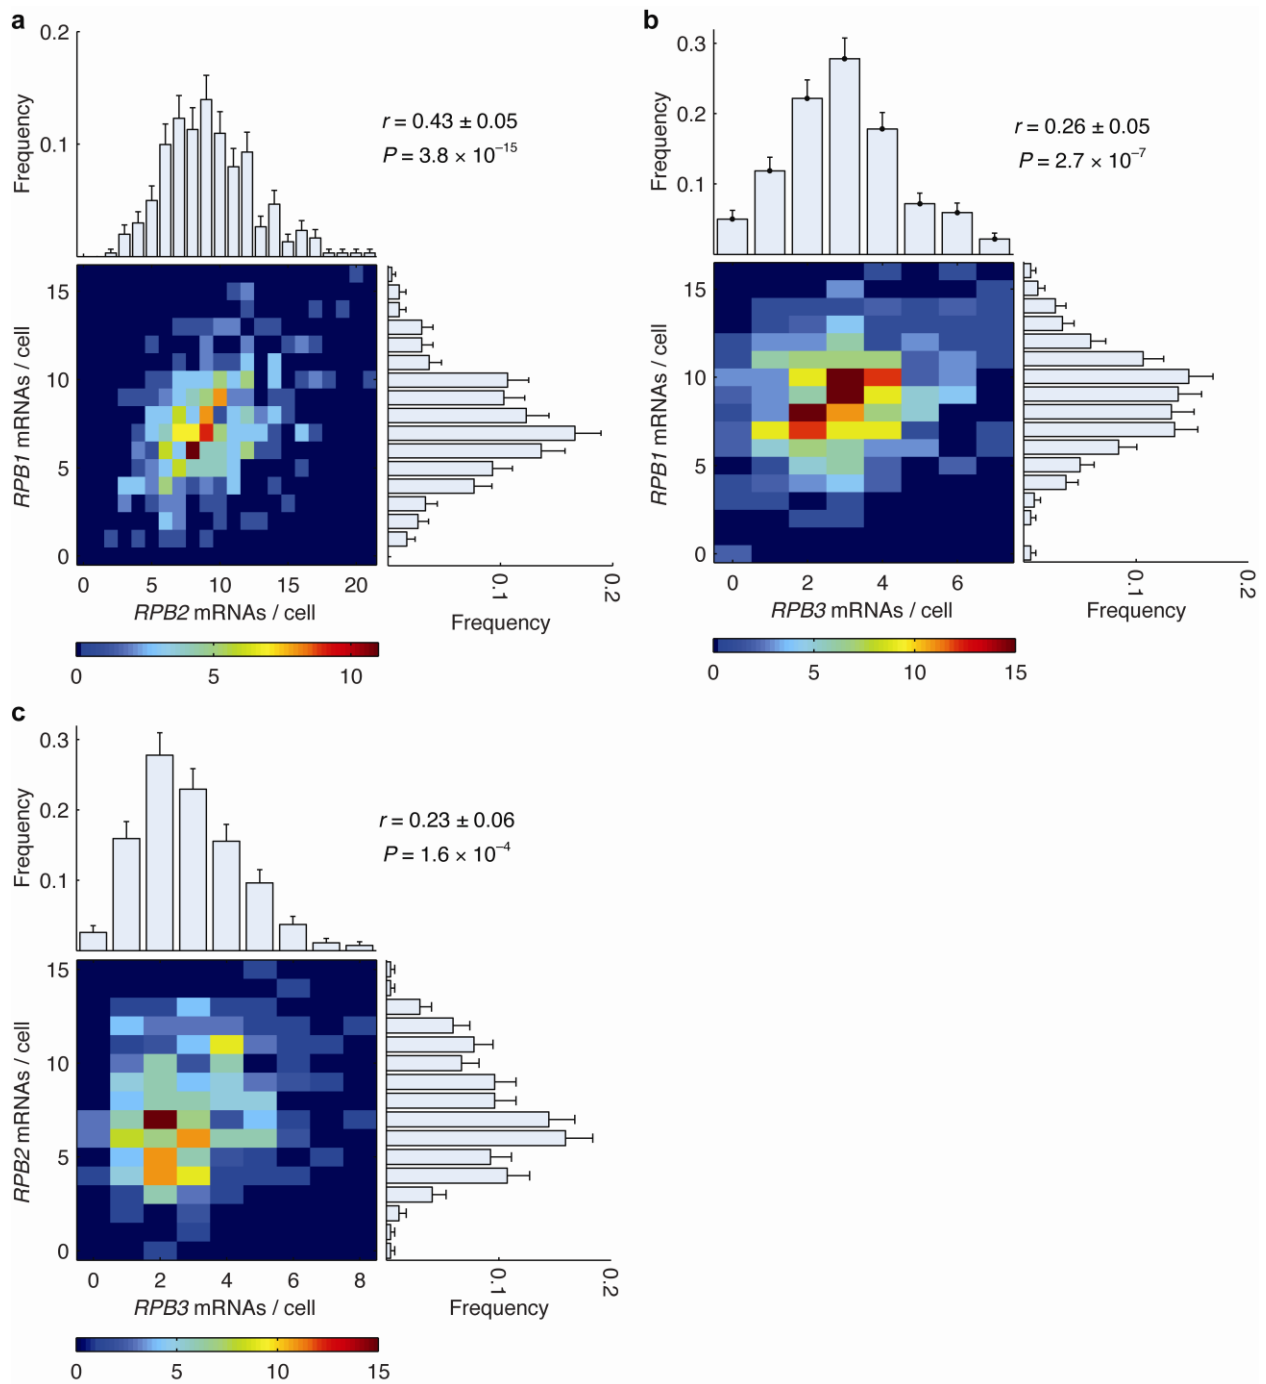 a
0.2
0.1
Frequency
r = 0.43 ± 0.05
P = 3.8 × 10⁻¹⁵
15
10
5
0
RPB1 mRNAs / cell
0 5 10 15 20
RPB2 mRNAs / cell
0.1 0.2
Frequency
0 5 10
b
0.3
0.2
0.1
Frequency
r = 0.26 ± 0.05
P = 2.7 × 10⁻⁷
15
10
5
0
RPB1 mRNAs / cell
0 2 4 6
RPB3 mRNAs / cell
0.1 0.2
Frequency
0 5 10 15
c
0.3
0.2
0.1
Frequency
r = 0.23 ± 0.06
P = 1.6 × 10⁻⁴
15
10
5
0
RPB2 mRNAs / cell
0 2 4 6 8
RPB3 mRNAs / cell
0.1 0.2
Frequency
0 5 10 15